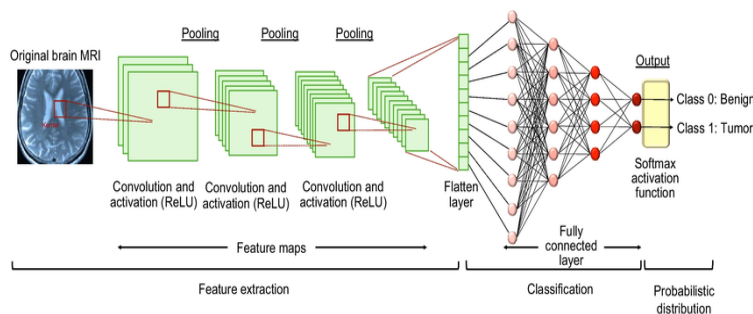 Pooling
Pooling
Pooling
Original brain MRI
Output
Kernel
Class 0: Benign
Class 1: Tumor
Convolution and
activation (ReLU)
Convolution and
activation (ReLU)
Convolution and
activation (ReLU)
Flatten
layer
Softmax
activation
function
Feature maps
Fully
connected
layer
Feature extraction
Classification
Probabilistic
distribution